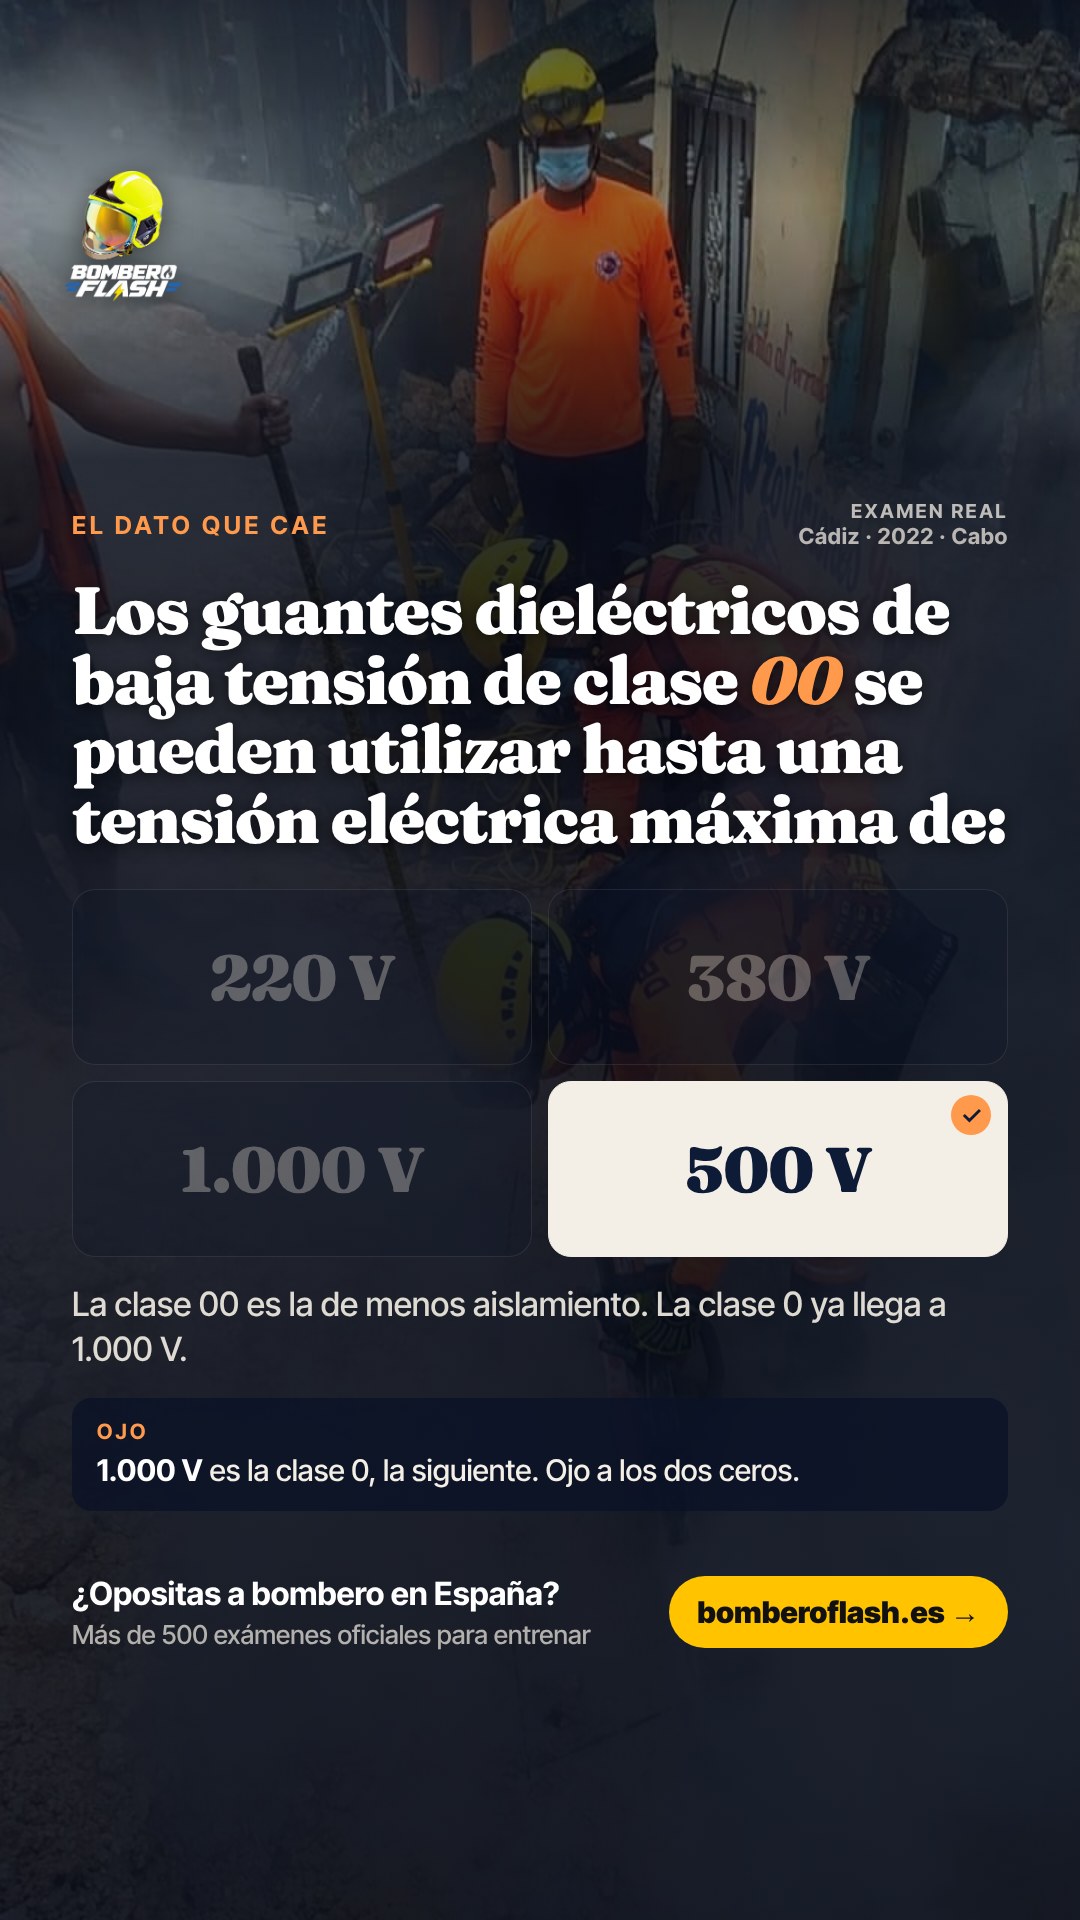 BOMBERO
FLASH
EL DATO QUE CAE
EXAMEN REAL
Cádiz · 2022 · Cabo
Los guantes dieléctricos de
baja tensión de clase 00 se
pueden utilizar hasta una
tensión eléctrica máxima de:
220 V
380 V
1.000 V
500 V
La clase 00 es la de menos aislamiento. La clase 0 ya llega a
1.000 V.
OJO
1.000 V es la clase 0, la siguiente. Ojo a los dos ceros.
¿Opositas a bombero en España?
Más de 500 exámenes oficiales para entrenar
bomberoflash.es →